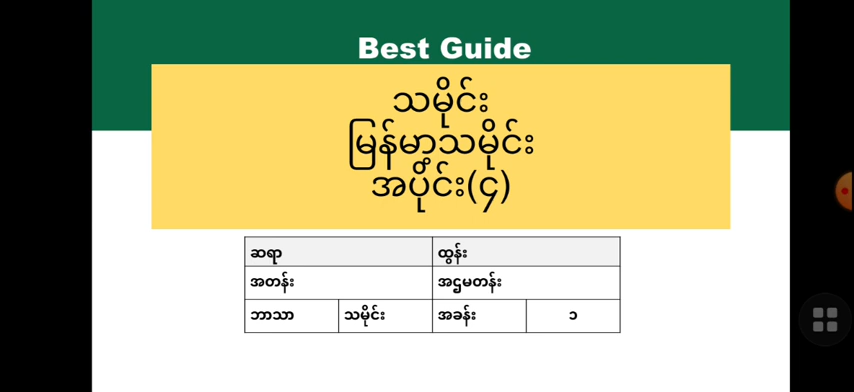 Best Guide
သမိုင်း
မြန်မာ့သမိုင်း
အပိုင်း(၄)
ဆရာ ထွန်း
အတန်း အဋ္ဌမတန်း
ဘာသာ သမိုင်း အခန်း ၁